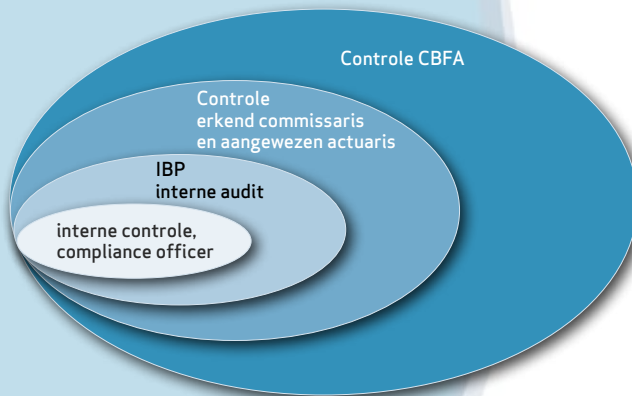 Controle CBFA
Controle
erkend commissaris
en aangewezen actuaris
IBP
interne audit
interne controle,
compliance officer